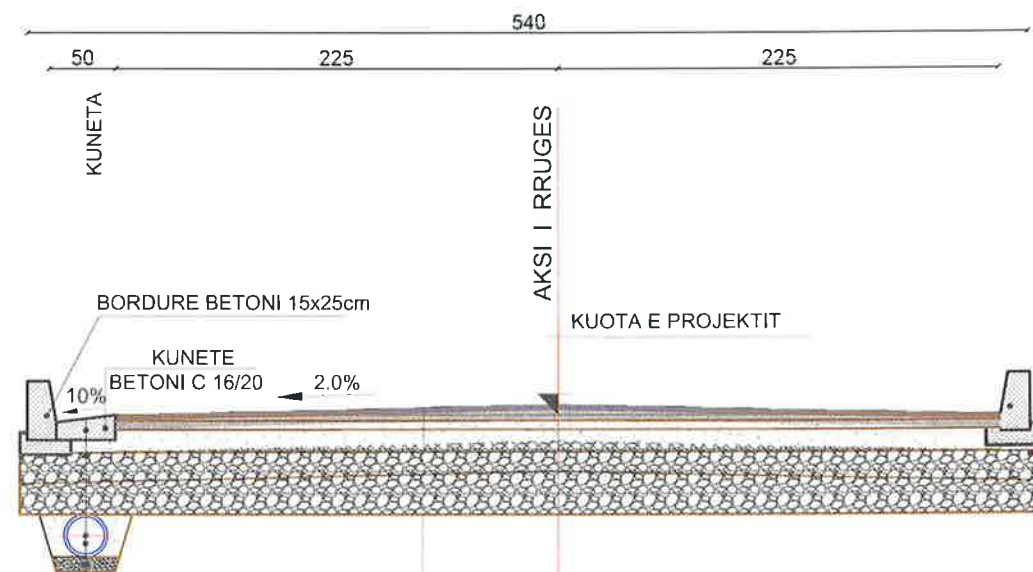 540
50
225
225
KUNETA
AKSI I RRUGES
BORDURE BETONI 15x25cm
KUOTA E PROJEKTIT
KUNETE
BETONI C 16/20
10%
2.0%